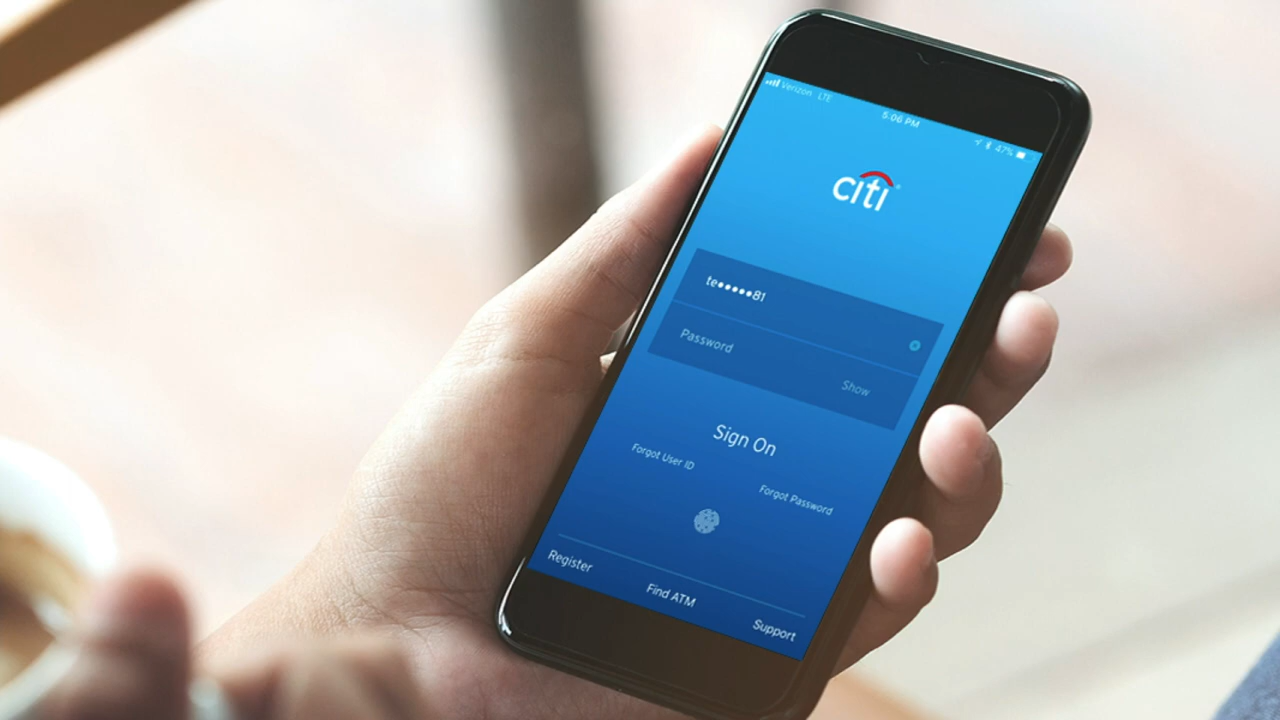 Verizon LTE
5:06 PM
47%
citi®
te●●●●●81
Password
Show
Sign On
Forgot User ID
Forgot Password
Register
Find ATM
Support